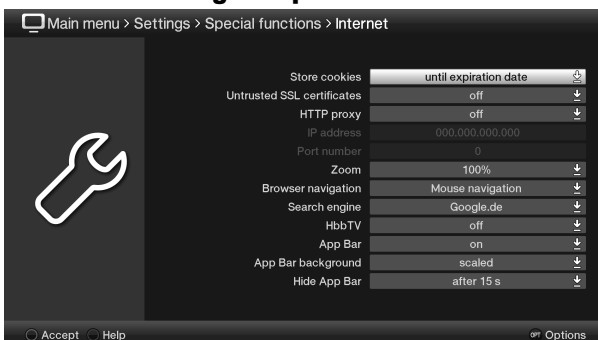 Main menu > Settings > Special functions > Internet
Store cookies until expiration date
Untrusted SSL certificates off
HTTP proxy off
IP address 000.000.000.000
Port number 0
Zoom 100%
Browser navigation Mouse navigation
Search engine Google.de
HbbTV off
App Bar on
App Bar background scaled
Hide App Bar after 15 s
Accept Help OPT Options